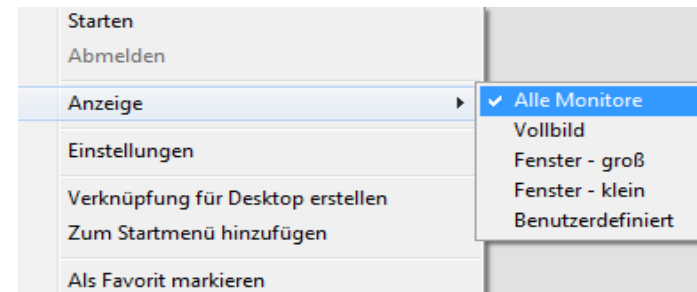 Starten
Abmelden
Anzeige
Einstellungen
Verknüpfung für Desktop erstellen
Zum Startmenü hinzufügen
Als Favorit markieren
Alle Monitore
Vollbild
Fenster - groß
Fenster - klein
Benutzerdefiniert